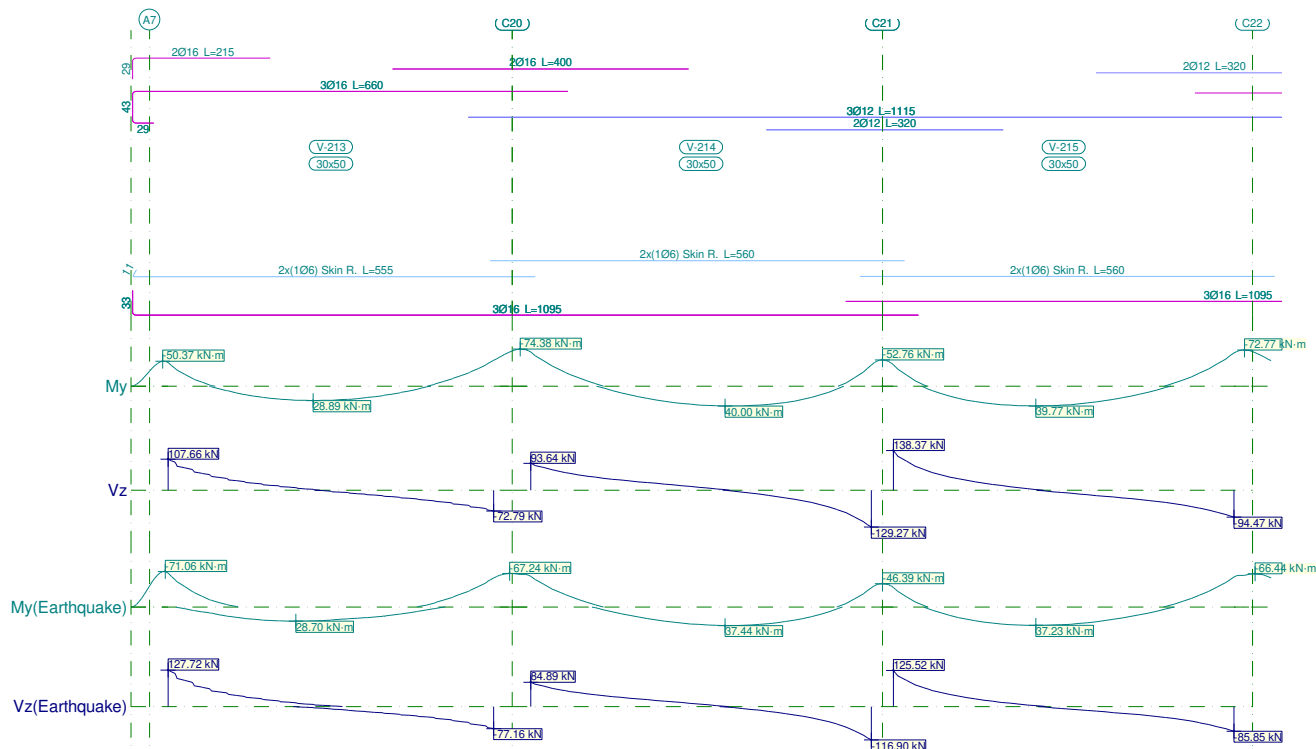 A7
C20
C21
C22
2Ø16 L=215
29
2Ø16 L=400
2Ø12 L=320
3Ø16 L=660
43
3Ø12 L=1115
29
2Ø12 L=320
V-213
V-214
V-215
30x50
30x50
30x50
2x(1Ø6) Skin R. L=560
11
2x(1Ø6) Skin R. L=555
2x(1Ø6) Skin R. L=560
33
3Ø16 L=1095
3Ø16 L=1095
-50.37 kN·m
-74.38 kN·m
-52.76 kN·m
-72.77 kN·m
My
28.89 kN·m
40.00 kN·m
39.77 kN·m
107.66 kN
93.64 kN
138.37 kN
Vz
-72.79 kN
-129.27 kN
-94.47 kN
-71.06 kN·m
-67.24 kN·m
-46.39 kN·m
-66.44 kN·m
My(Earthquake)
28.70 kN·m
37.44 kN·m
37.23 kN·m
127.72 kN
84.89 kN
125.52 kN
Vz(Earthquake)
-77.16 kN
-116.90 kN
-85.85 kN